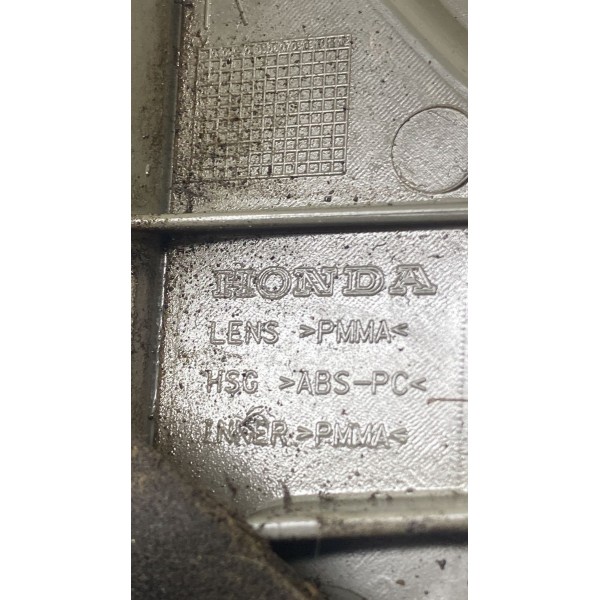 HONDA
LENS >PMMA<
HSG >ABS-PC<
INNER >PMMA<